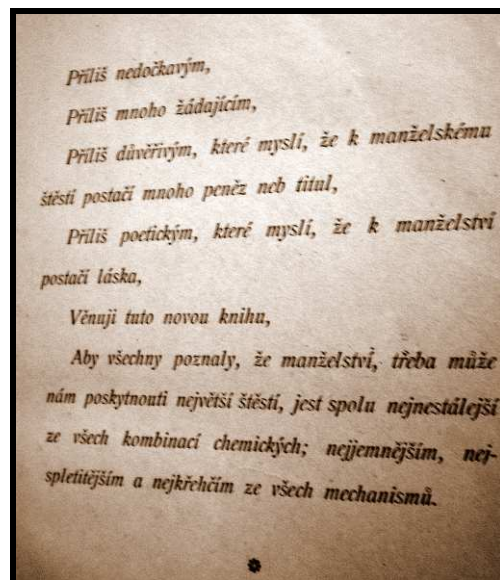 Příliš nedočkavým,
Příliš mnoho žádajícím,
Příliš důvěřivým, které myslí, že k manželskému
štěstí postačí mnoho peněz neb titul,
Příliš poetickým, které myslí, že k manželství
postačí láska,
Věnuji tuto novou knihu,
Aby všechny poznaly, že manželství, třeba může
nám poskytnouti největší štěstí, jest spolu nejnestálejší
ze všech kombinací chemických; nejjemnějším, nej-
spletitějším a nejkřehčím ze všech mechanismů.